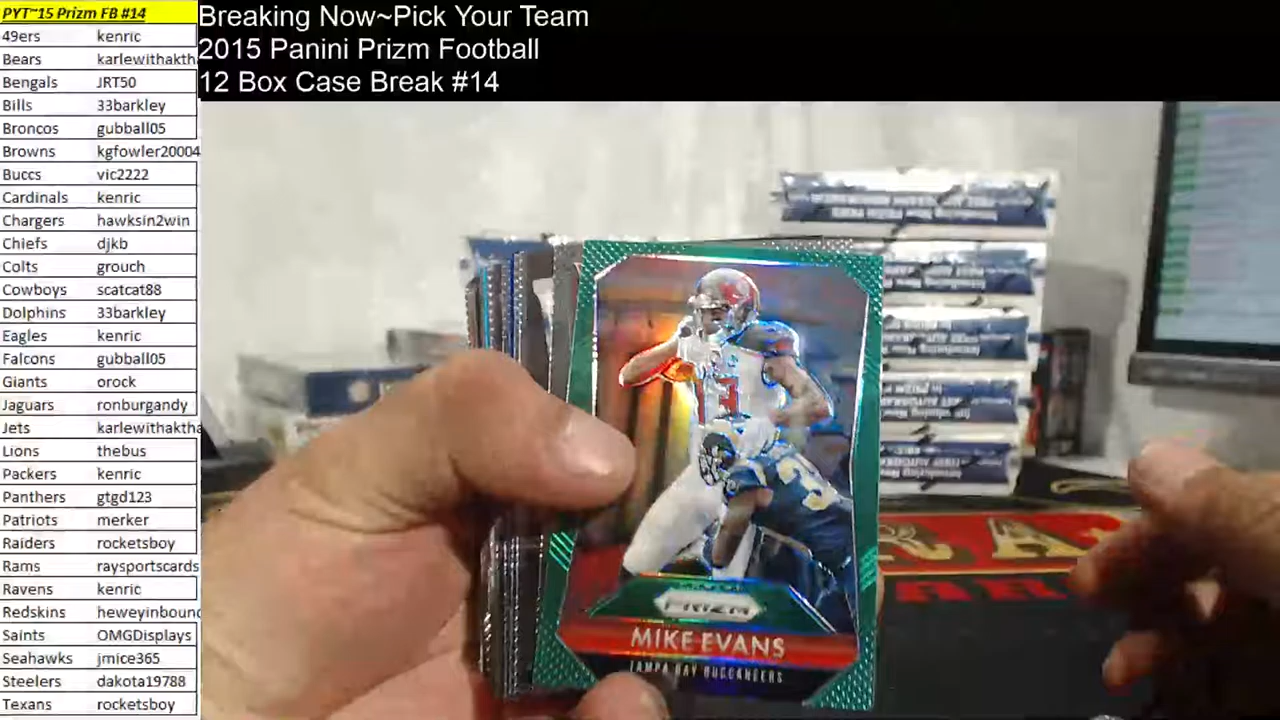 PYT~15 Prizm FB #14
49ers kenric
Bears karlewithakth
Bengals JRT50
Bills 33barkley
Broncos gubball05
Browns kgfowler20004
Buccs vic2222
Cardinals kenric
Chargers hawksin2win
Chiefs djkb
Colts grouch
Cowboys scatcat88
Dolphins 33barkley
Eagles kenric
Falcons gubball05
Giants orock
Jaguars ronburgandy
Jets karlewithaktha
Lions thebus
Packers kenric
Panthers gtgd123
Patriots merker
Raiders rocketsboy
Rams raysportscards
Ravens kenric
Redskins heweyinbound
Saints OMGDisplays
Seahawks jmice365
Steelers dakota19788
Texans rocketsboy
Breaking Now~Pick Your Team
2015 Panini Prizm Football
12 Box Case Break #14
13
PRIZM
MIKE EVANS
TAMPA BAY BUCCANEERS